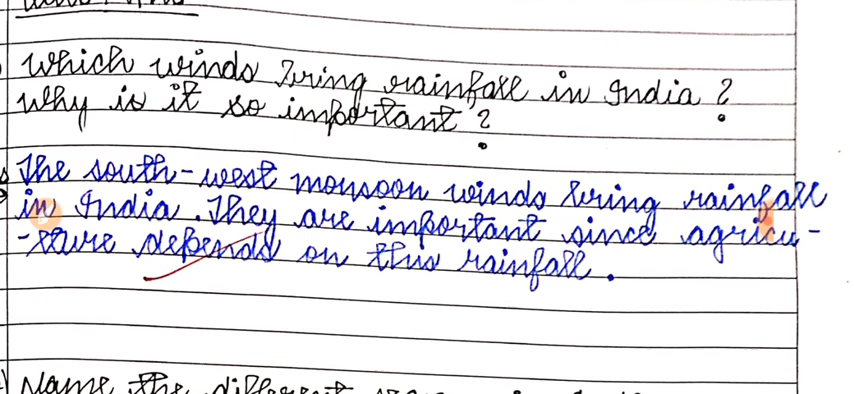 Which winds bring rainfall in India ?
Why is it so important ?
The south-west monsoon winds bring rainfall
in India. They are important since agricu-
-lture depends on this rainfall.
Name the different